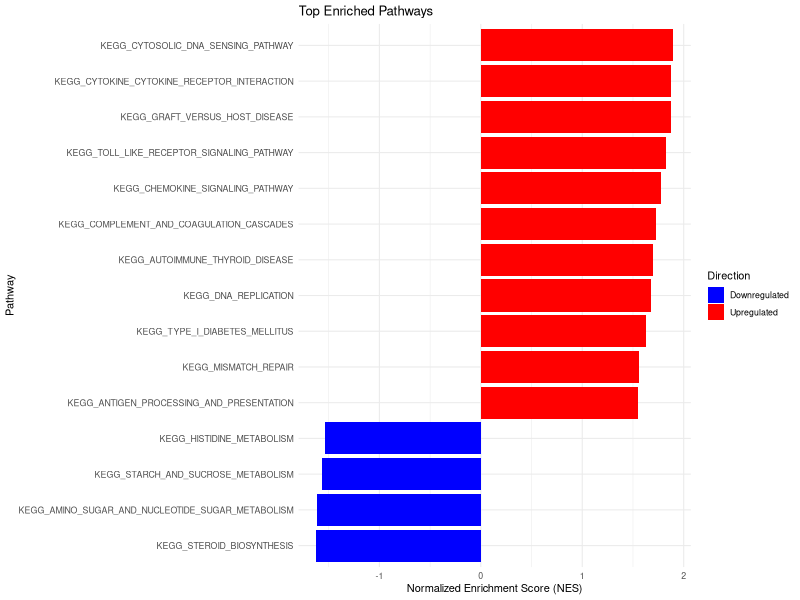 Top Enriched Pathways
KEGG_CYTOSOLIC_DNA_SENSING_PATHWAY
KEGG_CYTOKINE_CYTOKINE_RECEPTOR_INTERACTION
KEGG_GRAFT_VERSUS_HOST_DISEASE
KEGG_TOLL_LIKE_RECEPTOR_SIGNALING_PATHWAY
KEGG_CHEMOKINE_SIGNALING_PATHWAY
KEGG_COMPLEMENT_AND_COAGULATION_CASCADES
KEGG_AUTOIMMUNE_THYROID_DISEASE
KEGG_DNA_REPLICATION
KEGG_TYPE_I_DIABETES_MELLITUS
KEGG_MISMATCH_REPAIR
KEGG_ANTIGEN_PROCESSING_AND_PRESENTATION
KEGG_HISTIDINE_METABOLISM
KEGG_STARCH_AND_SUCROSE_METABOLISM
KEGG_AMINO_SUGAR_AND_NUCLEOTIDE_SUGAR_METABOLISM
KEGG_STEROID_BIOSYNTHESIS
Pathway
-1 0 1 2
Normalized Enrichment Score (NES)
Direction
Downregulated
Upregulated